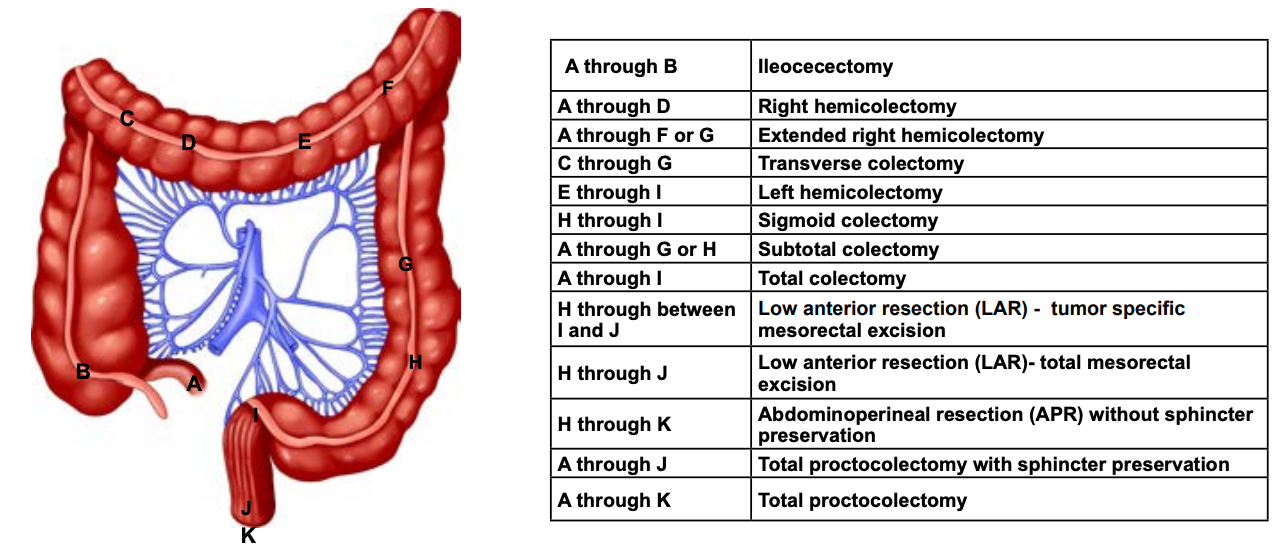 F
C
D
E
G
H
B
A
I
J
K
A through B Ileocecectomy
A through D Right hemicolectomy
A through F or G Extended right hemicolectomy
C through G Transverse colectomy
E through I Left hemicolectomy
H through I Sigmoid colectomy
A through G or H Subtotal colectomy
A through I Total colectomy
H through between
I and J
Low anterior resection (LAR) - tumor specific
mesorectal excision
H through J
Low anterior resection (LAR)- total mesorectal
excision
H through K
Abdominoperineal resection (APR) without sphincter
preservation
A through J Total proctocolectomy with sphincter preservation
A through K Total proctocolectomy